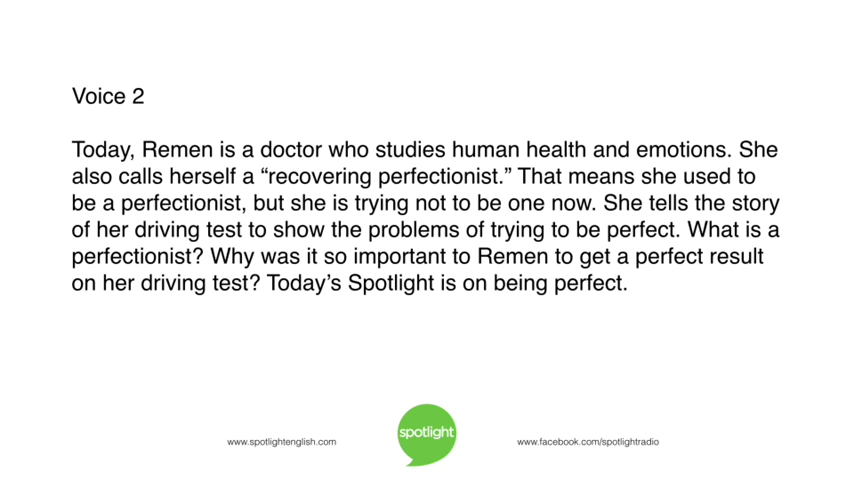 Voice 2
Today, Remen is a doctor who studies human health and emotions. She
also calls herself a “recovering perfectionist.” That means she used to
be a perfectionist, but she is trying not to be one now. She tells the story
of her driving test to show the problems of trying to be perfect. What is a
perfectionist? Why was it so important to Remen to get a perfect result
on her driving test? Today’s Spotlight is on being perfect.
www.spotlightenglish.com
spotlight
www.facebook.com/spotlightradio